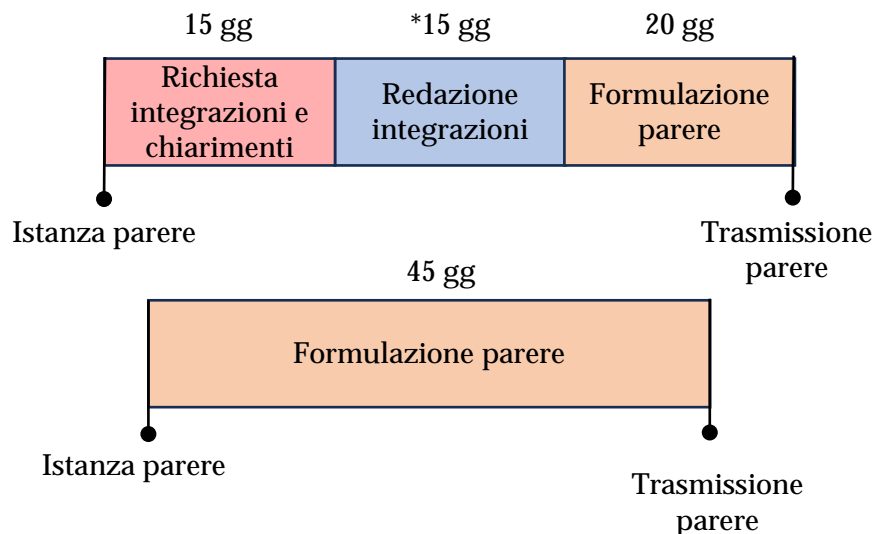 15 gg
*15 gg
20 gg
Richiesta
integrazioni e
chiarimenti
Redazione
integrazioni
Formulazione
parere
Istanza parere
Trasmissione
parere
45 gg
Formulazione parere
Istanza parere
Trasmissione
parere